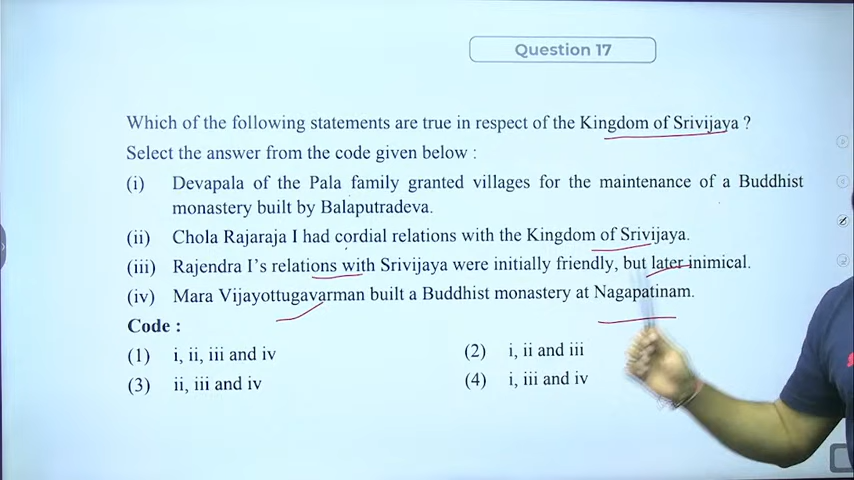 Question 17
Which of the following statements are true in respect of the Kingdom of Srivijaya ?
Select the answer from the code given below :
(i) Devapala of the Pala family granted villages for the maintenance of a Buddhist
monastery built by Balaputradeva.
(ii) Chola Rajaraja I had cordial relations with the Kingdom of Srivijaya.
(iii) Rajendra I's relations with Srivijaya were initially friendly, but later inimical.
(iv) Mara Vijayottugavarman built a Buddhist monastery at Nagapatinam.
Code :
(1) i, ii, iii and iv (2) i, ii and iii
(3) ii, iii and iv (4) i, iii and iv